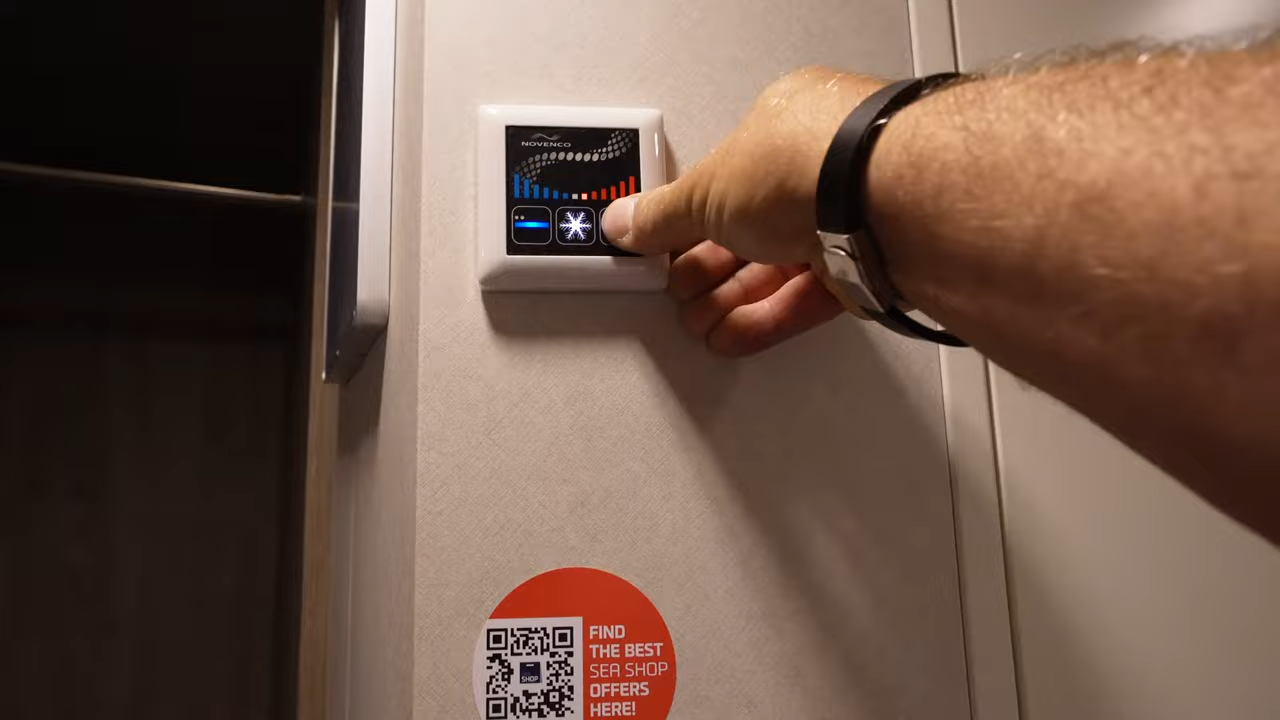 NOVENCO
FIND
THE BEST
SEA SHOP
OFFERS
HERE!
SHOP